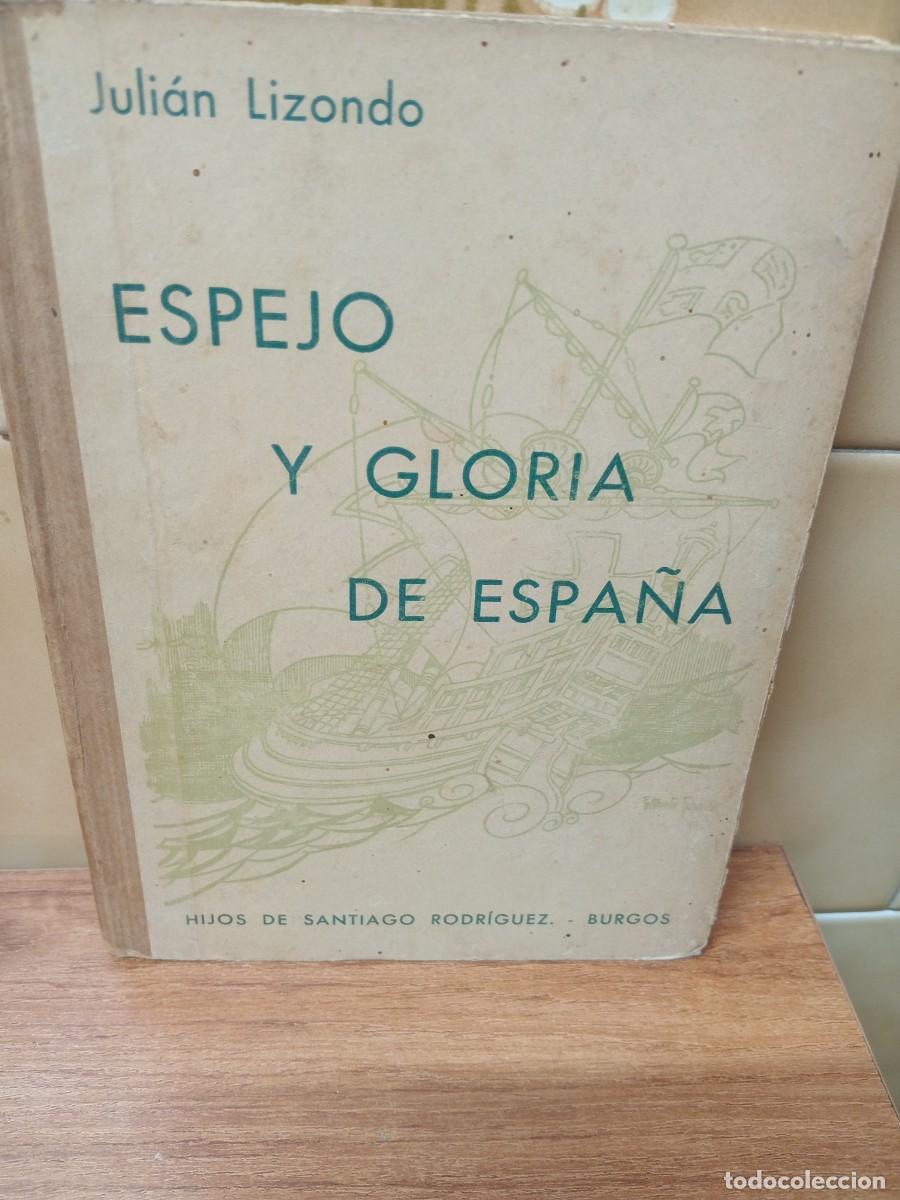 Julián Lizondo
ESPEJO
Y GLORIA
DE ESPAÑA
HIJOS DE SANTIAGO RODRÍGUEZ. - BURGOS
todocoleccion